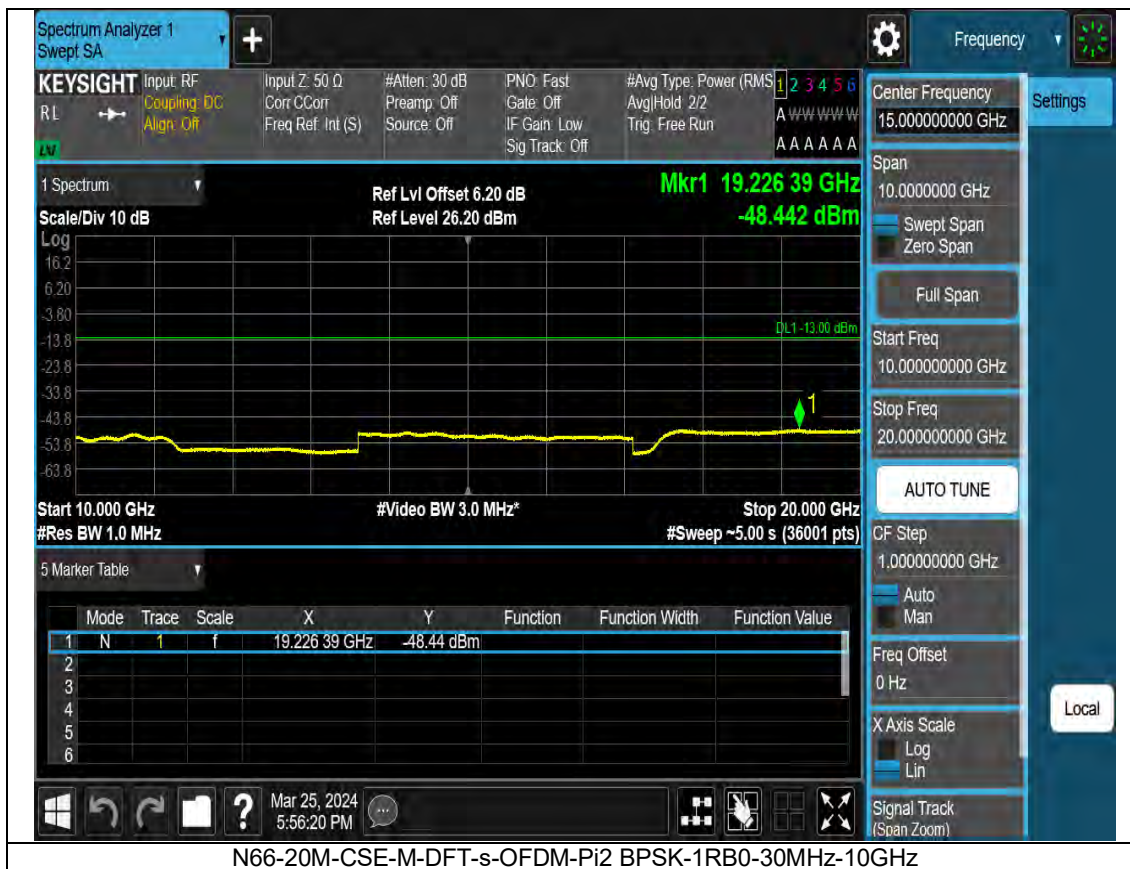 Spectrum Analyzer 1
Swept SA
Frequency
KEYSIGHT
RL
LXI
Input: RF
Coupling: DC
Align: Off
Input Z: 50 Ω
Corr CCorr
Freq Ref: Int (S)
#Atten: 30 dB
Preamp: Off
Source: Off
PNO: Fast
Gate: Off
IF Gain: Low
Sig Track: Off
#Avg Type: Power (RMS
Avg|Hold: 2/2
Trig: Free Run
1 2 3 4 5 6
A W W W W W
A A A A A A
1 Spectrum
Scale/Div 10 dB
Log
Ref Lvl Offset 6.20 dB
Ref Level 26.20 dBm
Mkr1 19.226 39 GHz
-48.442 dBm
16.2
6.20
-3.80
-13.8
-23.8
-33.8
-43.8
-53.8
-63.8
DL1 -13.00 dBm
1
Start 10.000 GHz
#Res BW 1.0 MHz
#Video BW 3.0 MHz*
Stop 20.000 GHz
#Sweep ~5.00 s (36001 pts)
5 Marker Table
Mode Trace Scale X Y Function Function Width Function Value
1 N 1 f 19.226 39 GHz -48.44 dBm
2
3
4
5
6
Mar 25, 2024
5:56:20 PM
?
Center Frequency
15.000000000 GHz
Settings
Span
10.0000000 GHz
Swept Span
Zero Span
Full Span
Start Freq
10.000000000 GHz
Stop Freq
20.000000000 GHz
AUTO TUNE
CF Step
1.000000000 GHz
Auto
Man
Freq Offset
0 Hz
X Axis Scale
Log
Lin
Local
Signal Track
(Span Zoom)
N66-20M-CSE-M-DFT-s-OFDM-Pi2 BPSK-1RB0-30MHz-10GHz